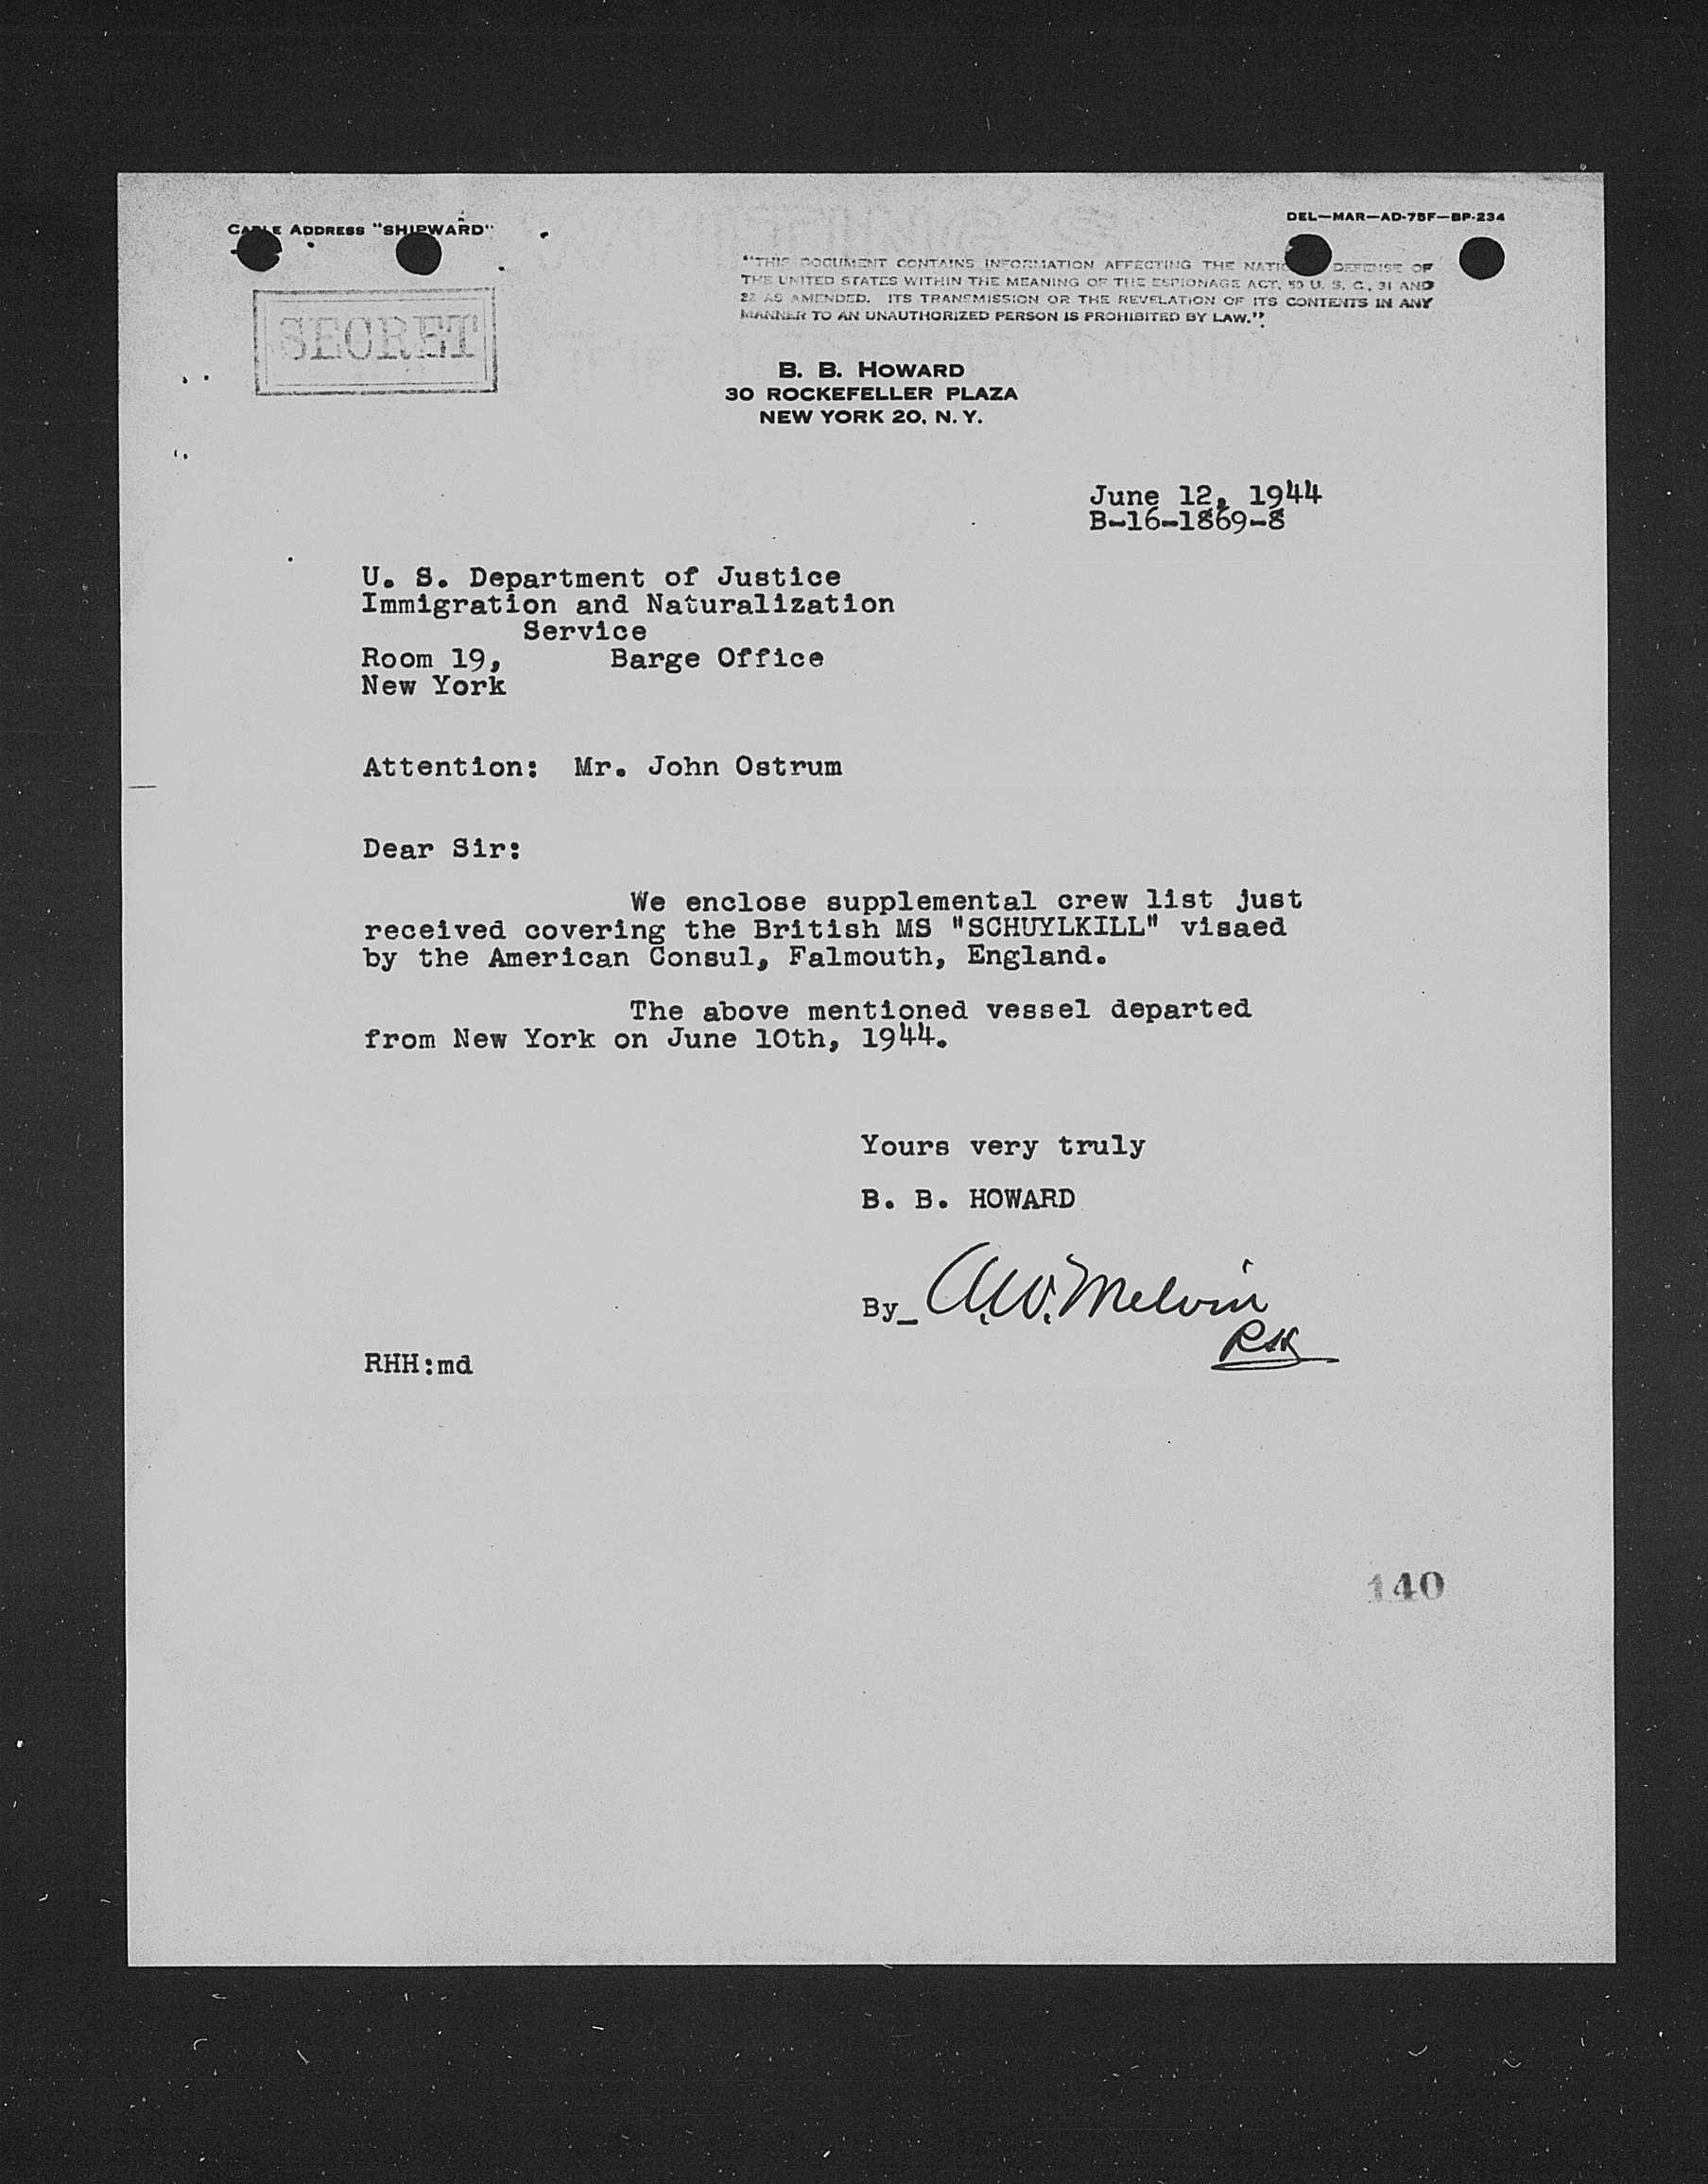 CABLE ADDRESS "SHIPWARD"
DEL—MAR—AD-75F—BP-234
"THIS DOCUMENT CONTAINS INFORMATION AFFECTING THE NATIO DEFENSE OF
THE UNITED STATES WITHIN THE MEANING OF THE ESPIONAGE ACT, 50 U. S. C., 31 AND
32 AS AMENDED. ITS TRANSMISSION OR THE REVELATION OF ITS CONTENTS IN ANY
MANNER TO AN UNAUTHORIZED PERSON IS PROHIBITED BY LAW."
SECRET
B. B. HOWARD
30 ROCKEFELLER PLAZA
NEW YORK 20, N. Y.
June 12, 1944
B-16-1869-8
U. S. Department of Justice
Immigration and Naturalization
Service
Room 19, Barge Office
New York
Attention: Mr. John Ostrum
Dear Sir:
We enclose supplemental crew list just
received covering the British MS "SCHUYLKILL" visaed
by the American Consul, Falmouth, England.
The above mentioned vessel departed
from New York on June 10th, 1944.
Yours very truly
B. B. HOWARD
By_ A.W. Melvin
RHH:md
140